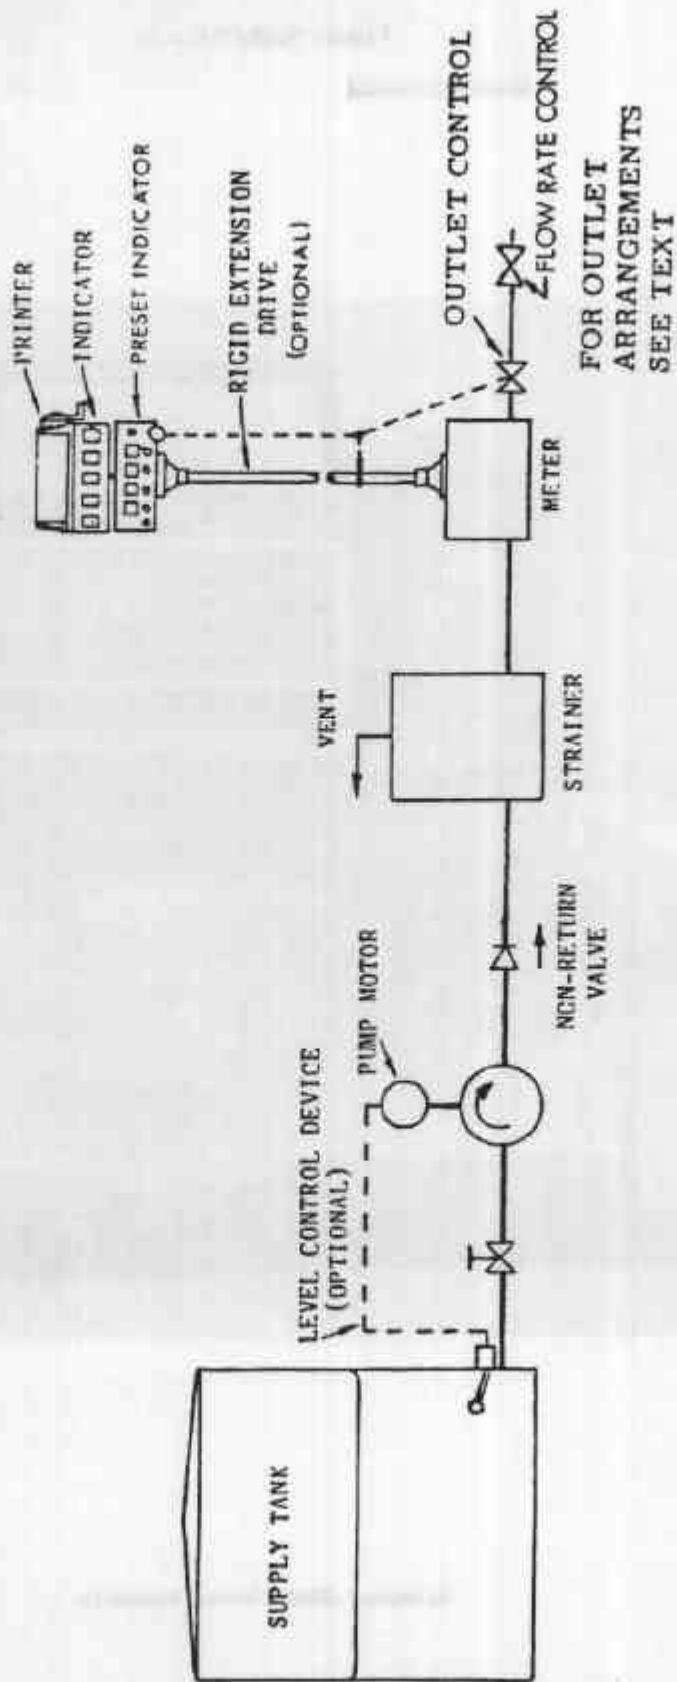 SUPPLY TANK
LEVEL CONTROL DEVICE
(OPTIONAL)
PUMP MOTOR
NCN-RETURN
VALVE
VENT
STRAINER
PRINTER
INDICATOR
PRESET INDICATOR
RIGID EXTENSION
DRIVE
(OPTIONAL)
METER
OUTLET CONTROL
FLOW RATE CONTROL
FOR OUTLET
ARRANGEMENTS
SEE TEXT